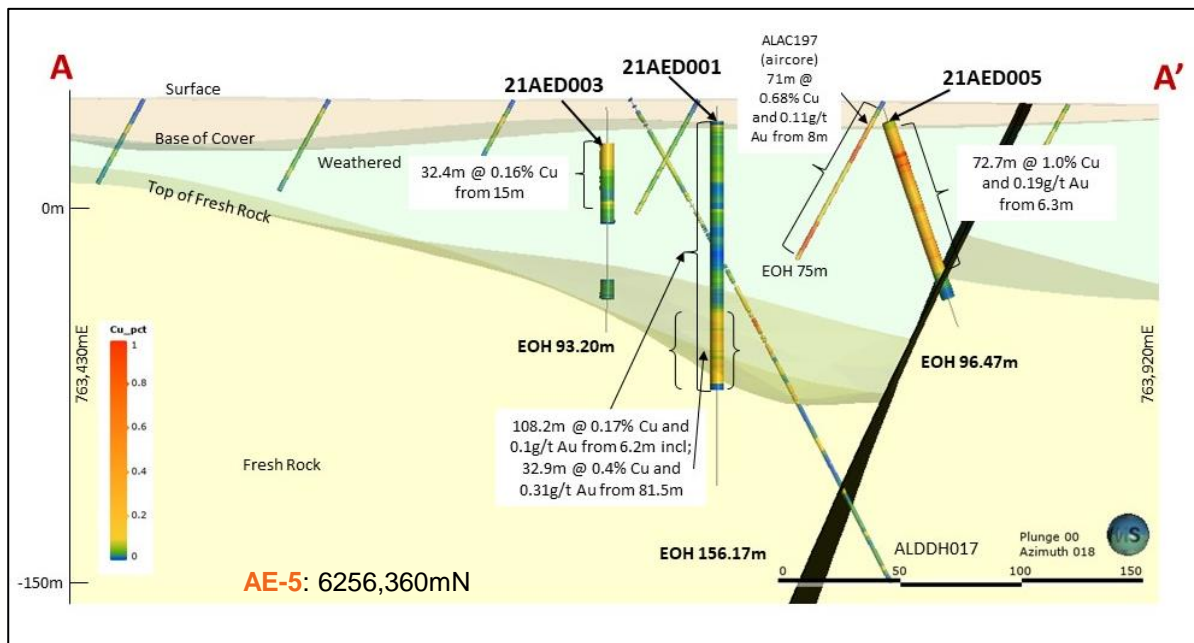 A
A'
Surface
Base of Cover
Weathered
Top of Fresh Rock
0m
-150m
763,430mE
763,920mE
21AED003
32.4m @ 0.16% Cu
from 15m
EOH 93.20m
21AED001
108.2m @ 0.17% Cu and
0.1g/t Au from 6.2m incl;
32.9m @ 0.4% Cu and
0.31g/t Au from 81.5m
EOH 156.17m
ALAC197
(aircore)
71m @
0.68% Cu
and 0.11g/t
Au from 8m
EOH 75m
21AED005
72.7m @ 1.0% Cu
and 0.19g/t Au
from 6.3m
EOH 96.47m
ALDDH017
Fresh Rock
Cu_pct
1
0.8
0.6
0.4
0.2
0
AE-5: 6256,360mN
Plunge 00
Azimuth 018
0 50 100 150